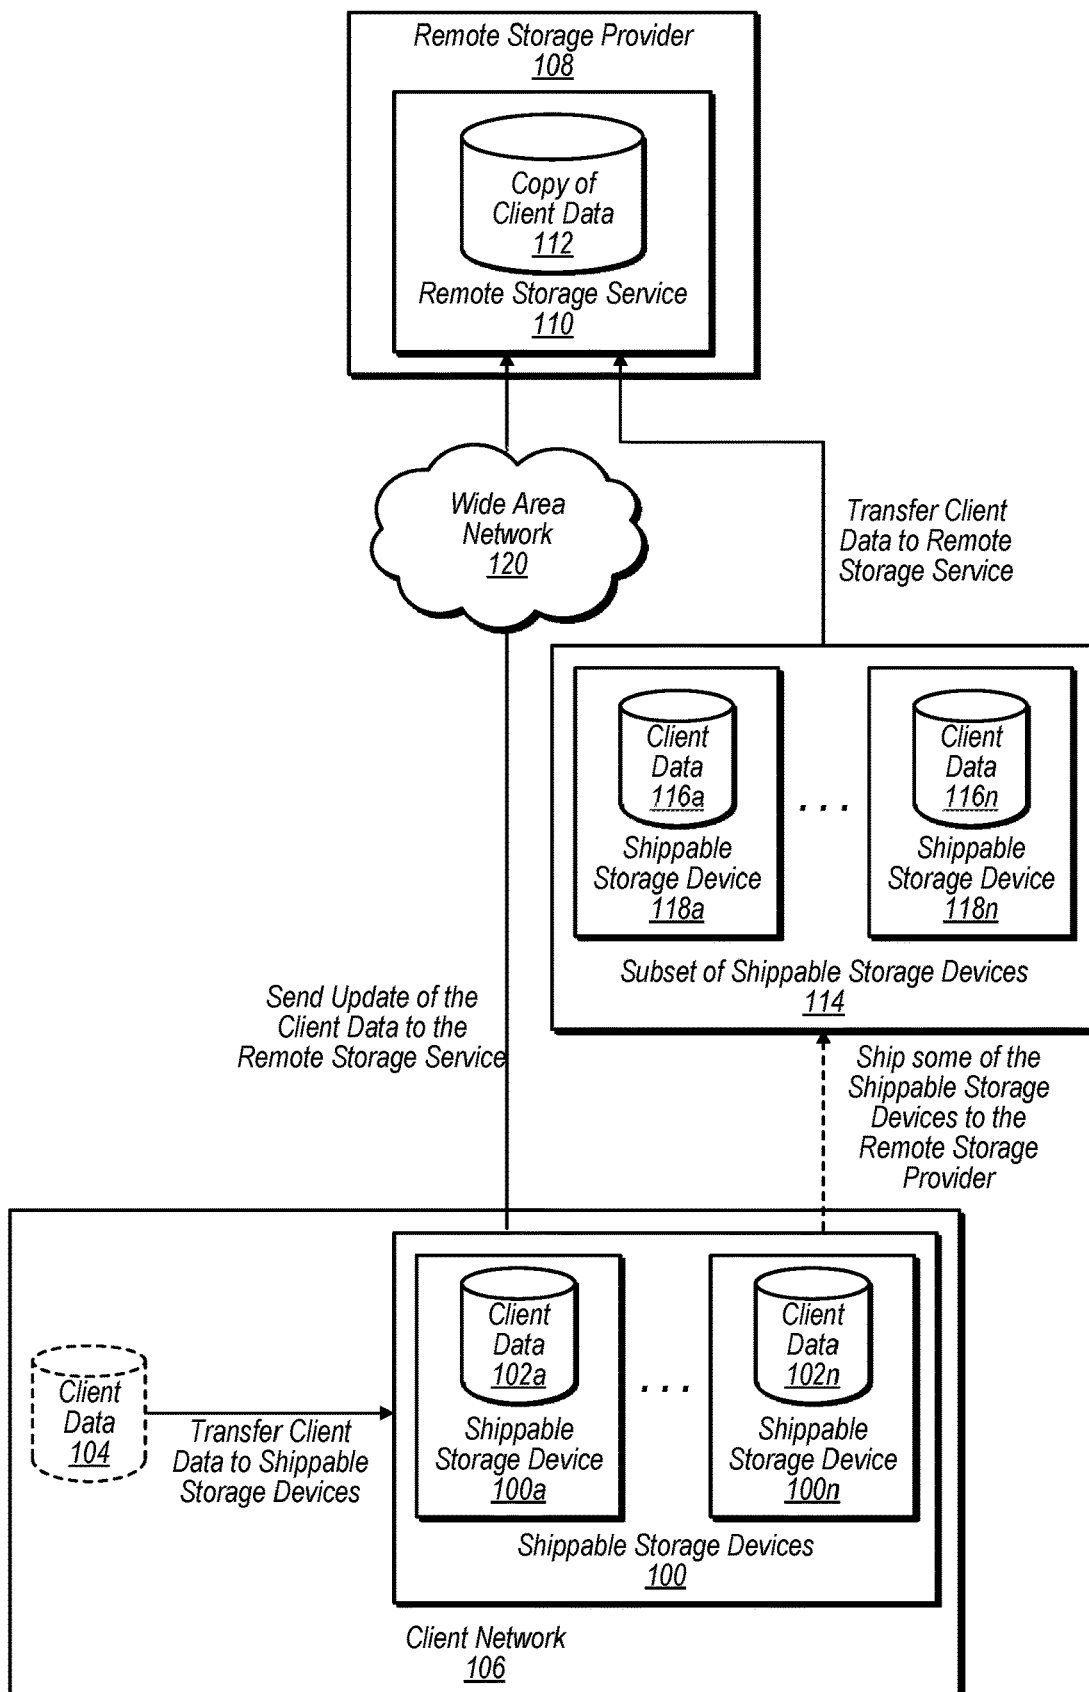 Remote Storage Provider
108
Copy of
Client Data
112
Remote Storage Service
110
Wide Area
Network
120
Transfer Client
Data to Remote
Storage Service
Client
Data
116a
Shippable
Storage Device
118a
. . .
Client
Data
116n
Shippable
Storage Device
118n
Subset of Shippable Storage Devices
114
Send Update of the
Client Data to the
Remote Storage Service
Ship some of the
Shippable Storage
Devices to the
Remote Storage
Provider
Client
Data
104
Transfer Client
Data to Shippable
Storage Devices
Client
Data
102a
Shippable
Storage Device
100a
. . .
Client
Data
102n
Shippable
Storage Device
100n
Shippable Storage Devices
100
Client Network
106